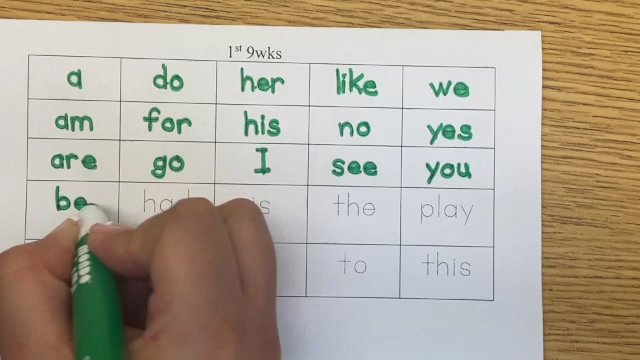 1st 9wks
a do her like we
am for his no yes
are go I see you
be is the play
to this